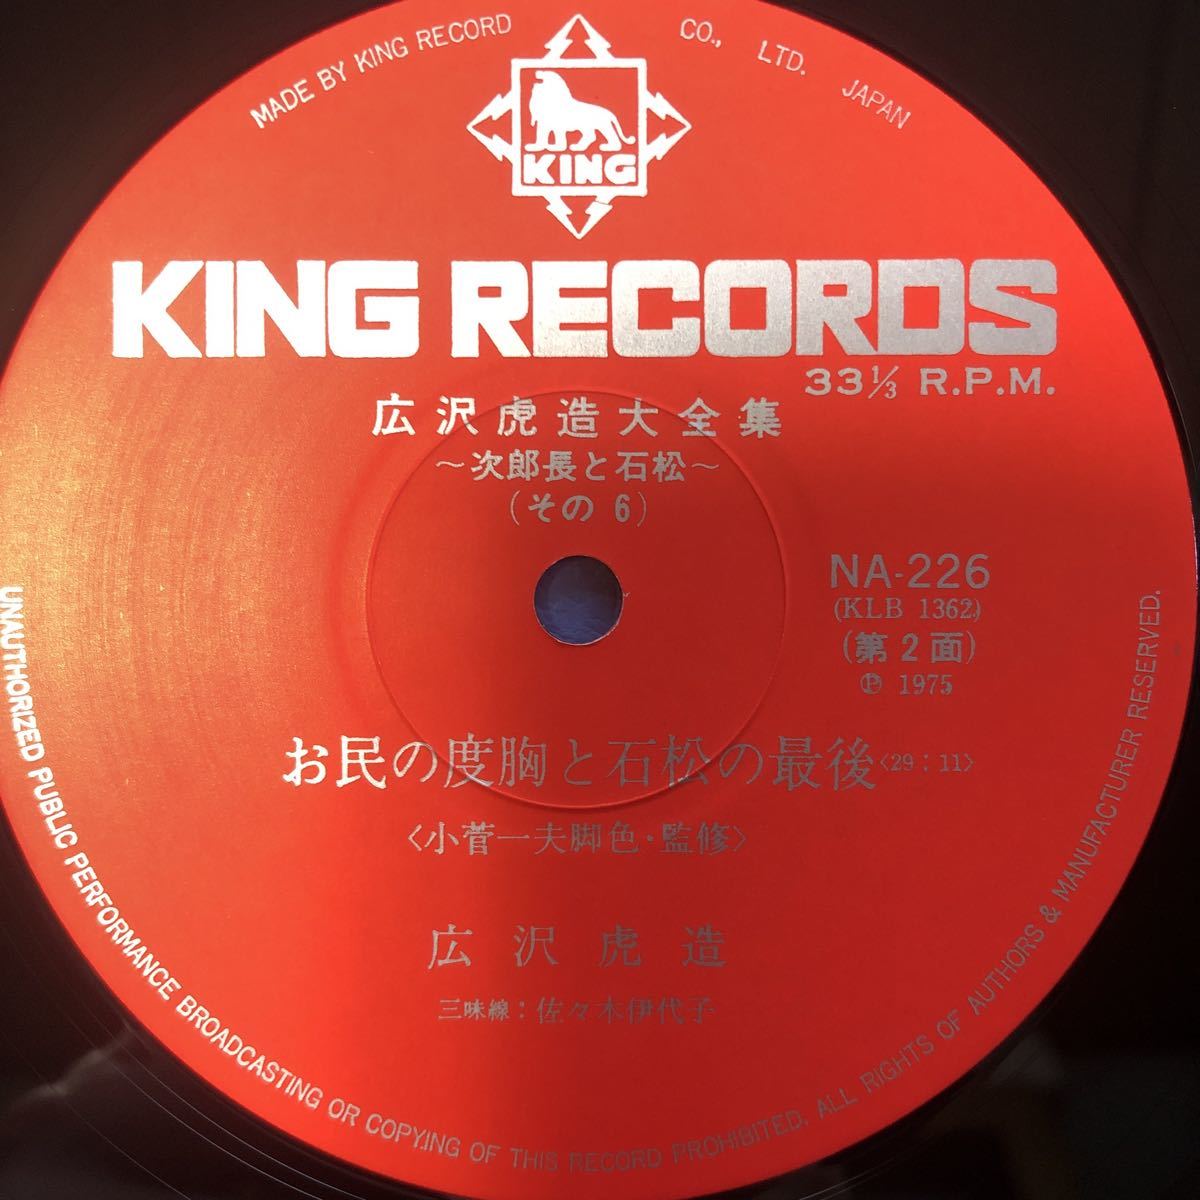 MADE BY KING RECORD CO., LTD. JAPAN
KING
KING RECORDS
33 1/3 R.P.M.
広沢虎造大全集
～次郎長と石松～
(その 6)
NA-226
(KLB 1362)
(第2面)
℗ 1975
お民の度胸と石松の最後〈29：11〉
〈小菅一夫脚色・監修〉
広沢虎造
三味線：佐々木伊代子
UNAUTHORIZED PUBLIC PERFORMANCE BROADCASTING OR COPYING OF THIS RECORD PROHIBITED. ALL RIGHTS OF AUTHORS & MANUFACTURER RESERVED.